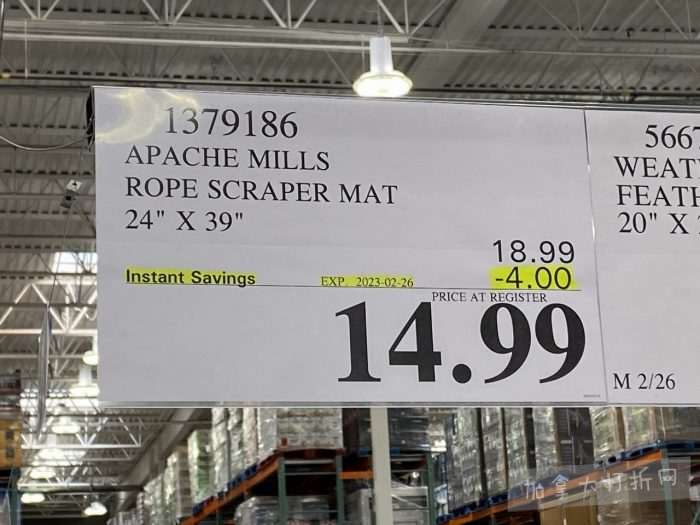 1379186
APACHE MILLS
ROPE SCRAPER MAT
24" X 39"
18.99
Instant Savings EXP. 2023-02-26 -4.00
PRICE AT REGISTER
14.99
566
WEAT
FEATH
20" X
M 2/26
加拿大打折网